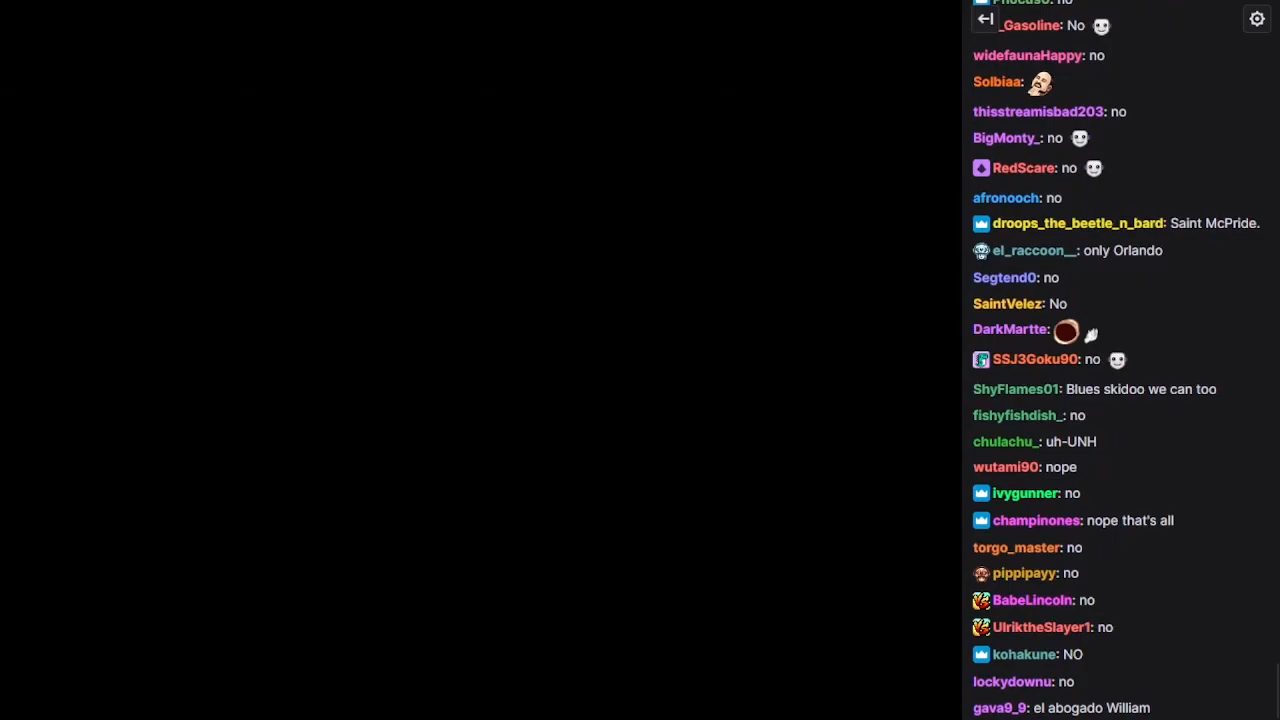 Phocus0: no
_Gasoline: No
widefaunaHappy: no
Solbiaa:
thisstreamisbad203: no
BigMonty_: no
RedScare: no
afronooch: no
droops_the_beetle_n_bard: Saint McPride.
el_raccoon__: only Orlando
Segtend0: no
SaintVelez: No
DarkMartte:
SSJ3Goku90: no
ShyFlames01: Blues skidoo we can too
fishyfishdish_: no
chulachu_: uh-UNH
wutami90: nope
ivygunner: no
champinones: nope that's all
torgo_master: no
pippipayy: no
BabeLincoln: no
UlriktheSlayer1: no
kohakune: NO
lockydownu: no
gava9_9: el abogado William